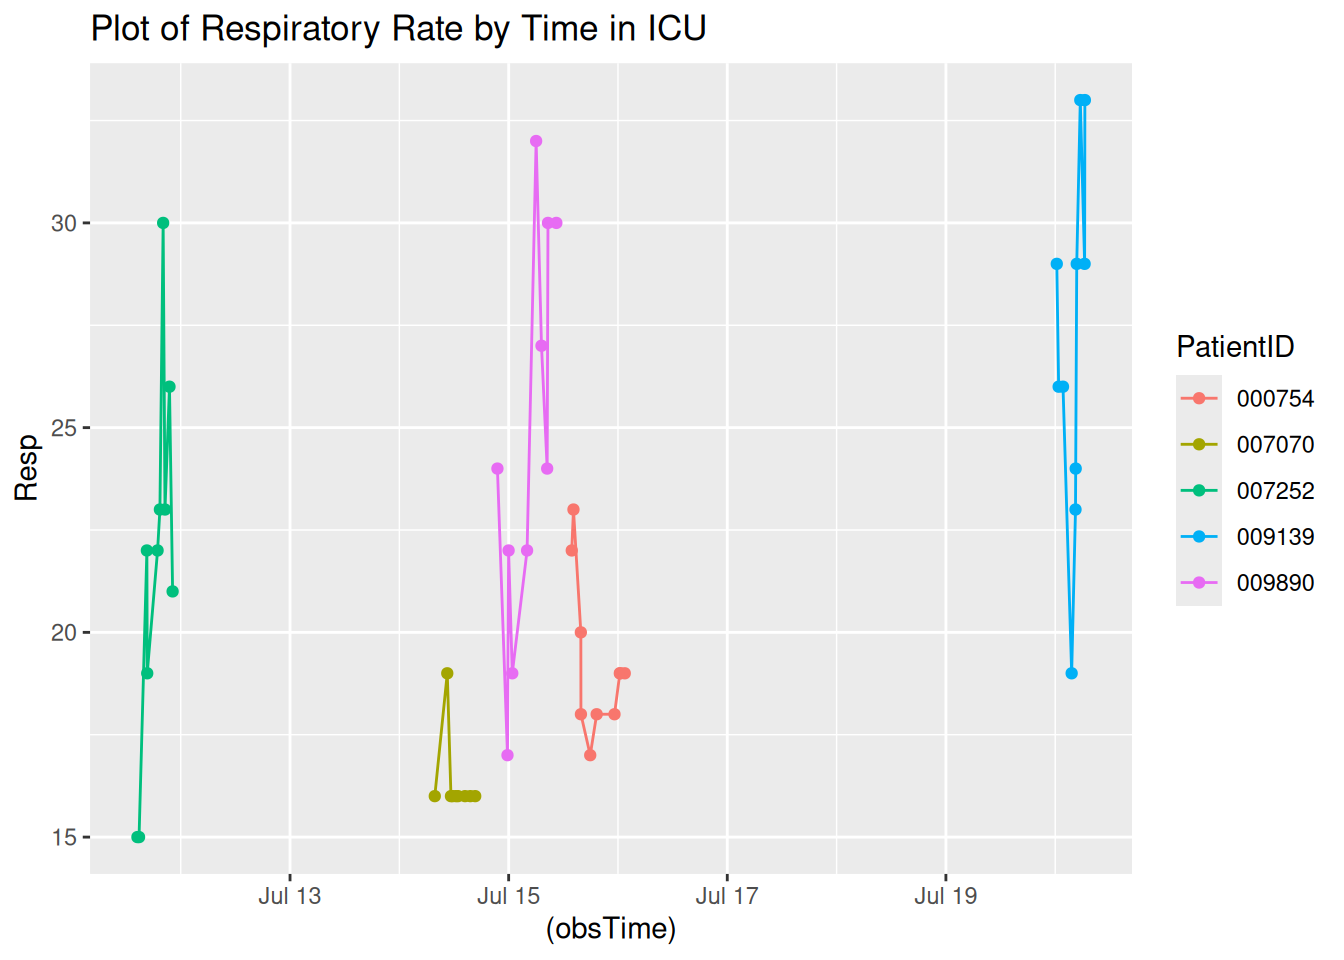 Plot of Respiratory Rate by Time in ICU
Resp
30
25
20
15
Jul 13
Jul 15
Jul 17
Jul 19
(obsTime)
PatientID
000754
007070
007252
009139
009890